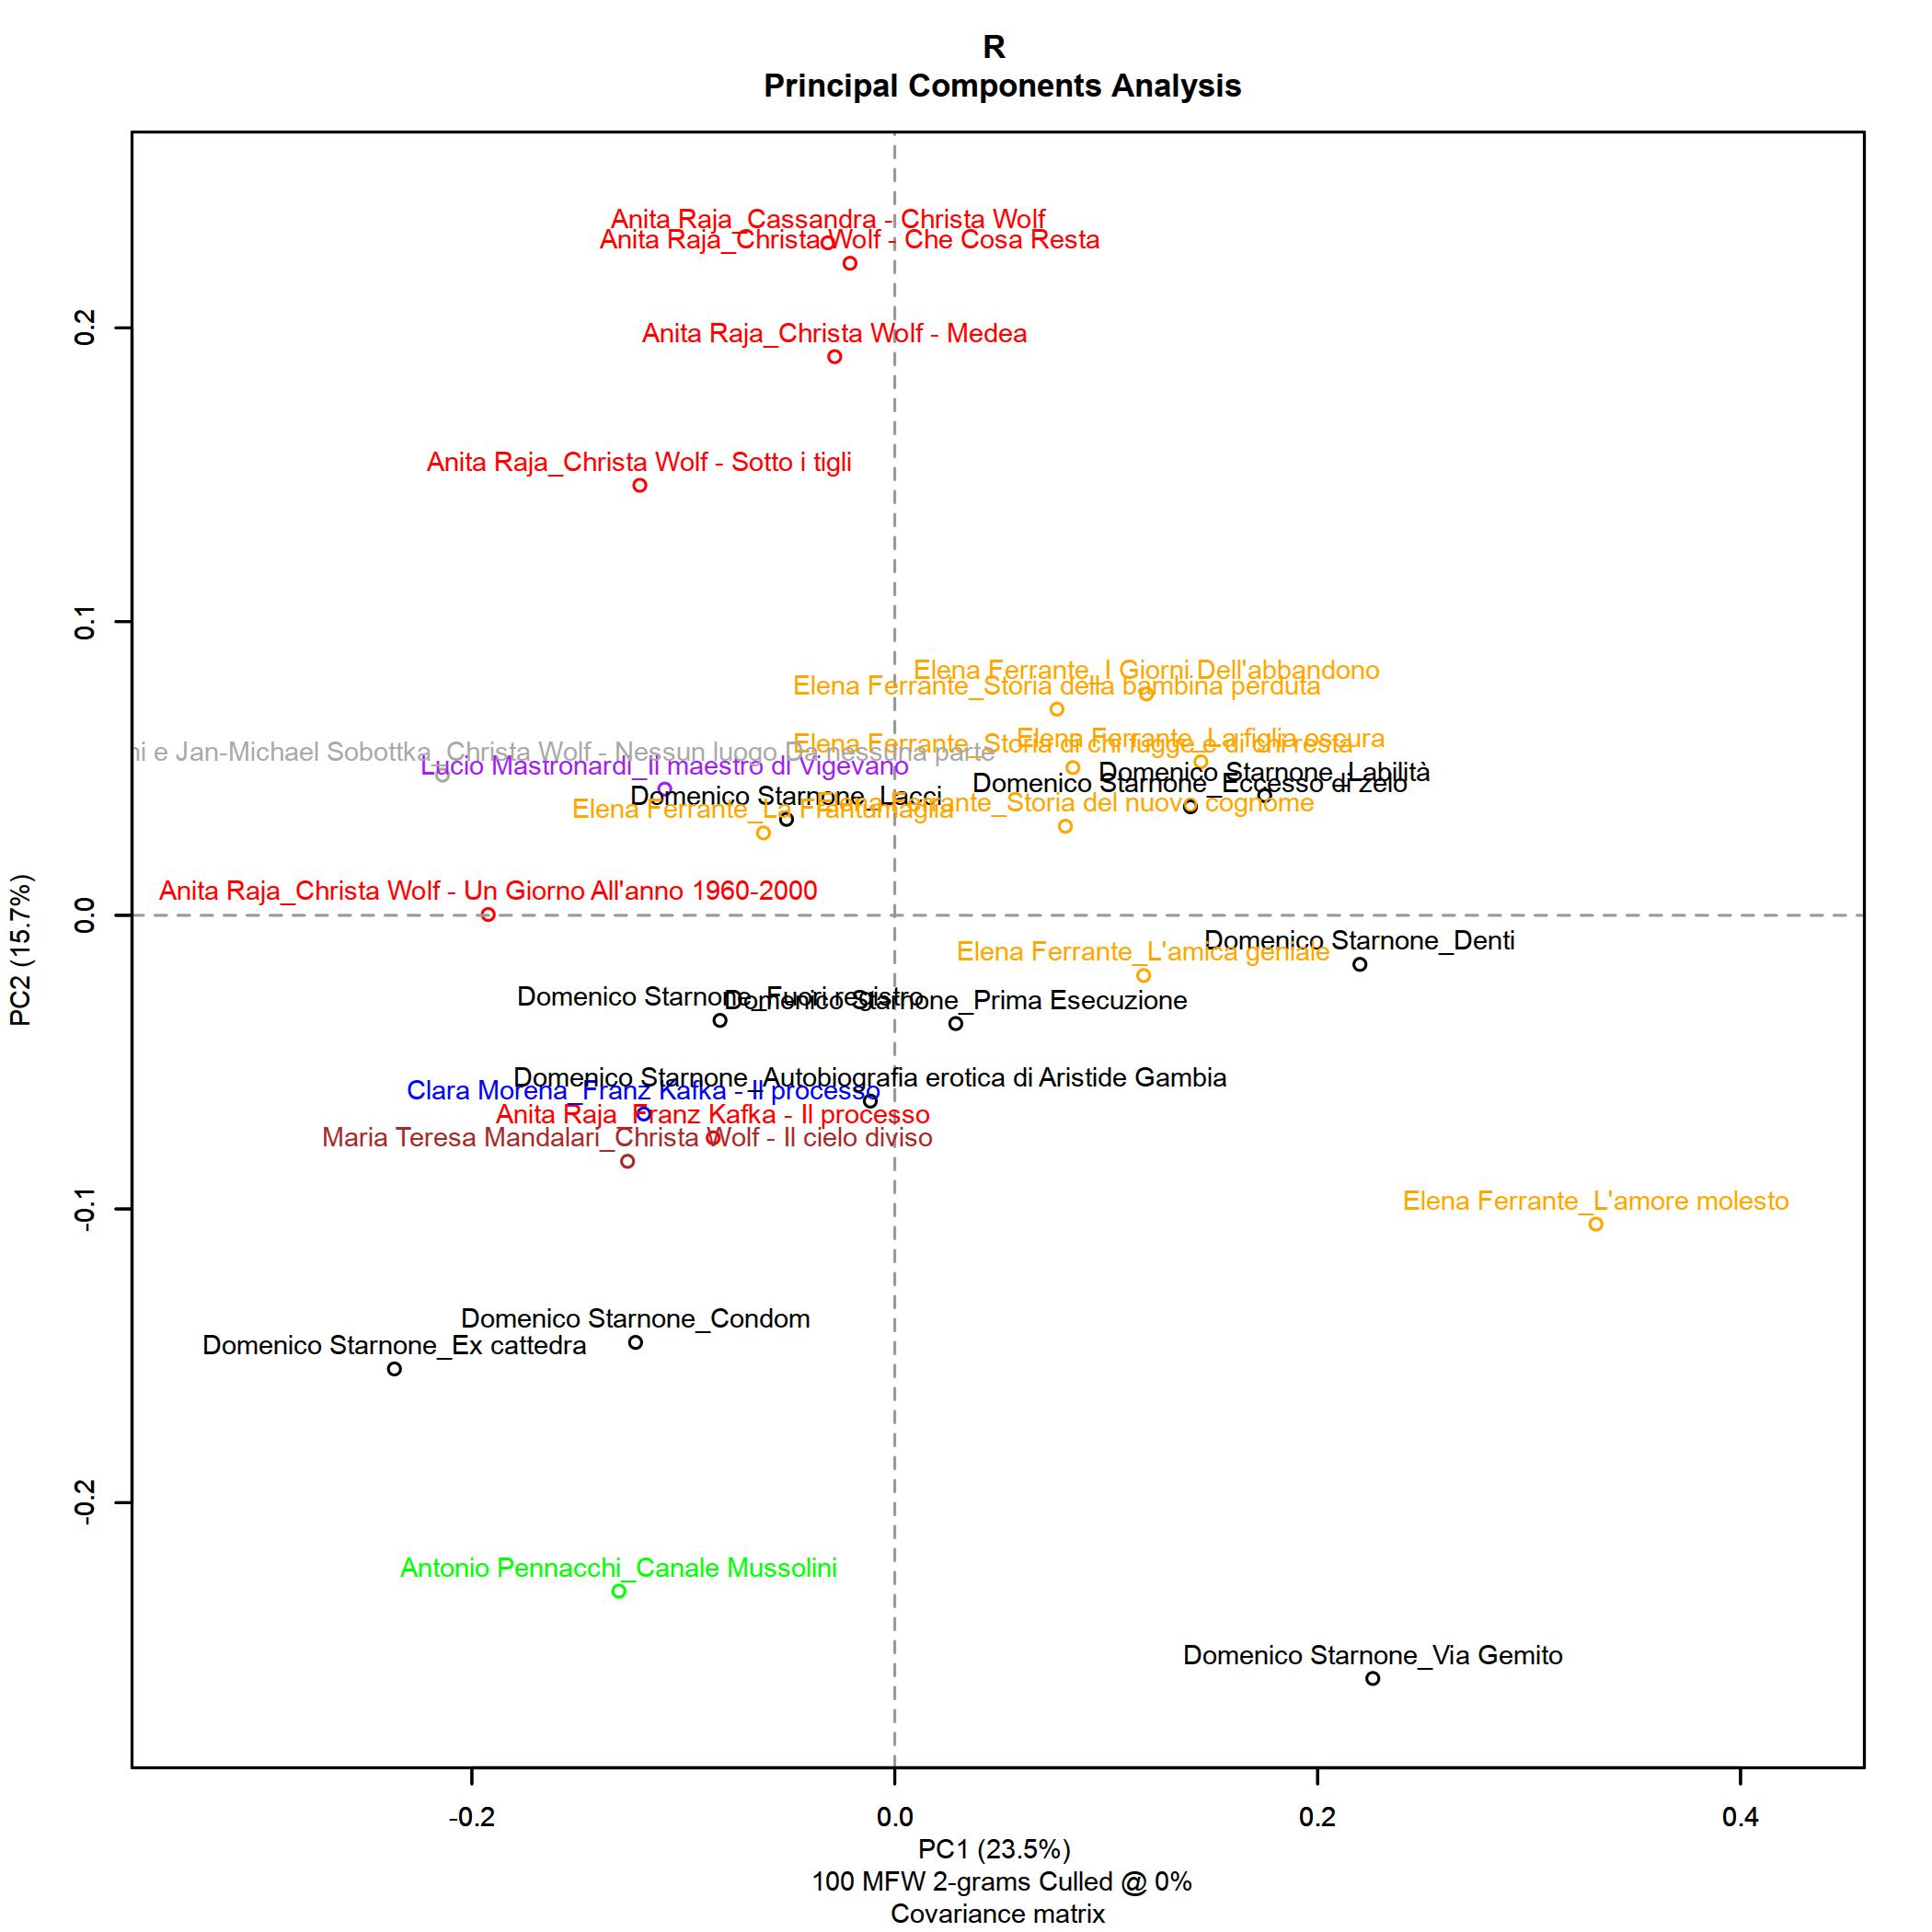 R
Principal Components Analysis
Anita Raja_Cassandra - Christa Wolf
Anita Raja_Christa Wolf - Che Cosa Resta
0.2
Anita Raja_Christa Wolf - Medea
Anita Raja_Christa Wolf - Sotto i tigli
0.1
Elena Ferrante_I Giorni Dell'abbandono
Elena Ferrante_Storia della bambina perduta
Elena Ferrante_La figlia oscura
Elena Ferrante_Storia di chi fugge e di chi resta
ni e Jan-Michael Sobottka_Christa Wolf - Nessun luogo Da nessuna parte
Lucio Mastronardi_Il maestro di Vigevano
Domenico Starnone_Labilità
Domenico Starnone_Eccesso di zelo
Domenico Starnone_Lacci
Elena Ferrante_Storia del nuovo cognome
Elena Ferrante_La Frantumaglia
Anita Raja_Christa Wolf - Un Giorno All'anno 1960-2000
0.0
PC2 (15.7%)
Domenico Starnone_Denti
Elena Ferrante_L'amica geniale
Domenico Starnone_Fuori registro
Domenico Starnone_Prima Esecuzione
Domenico Starnone_Autobiografia erotica di Aristide Gambia
Clara Morena_Franz Kafka - Il processo
Anita Raja_Franz Kafka - Il processo
Maria Teresa Mandalari_Christa Wolf - Il cielo diviso
-0.1
Elena Ferrante_L'amore molesto
Domenico Starnone_Condom
Domenico Starnone_Ex cattedra
-0.2
Antonio Pennacchi_Canale Mussolini
Domenico Starnone_Via Gemito
-0.2 0.0 0.2 0.4
PC1 (23.5%)
100 MFW 2-grams Culled @ 0%
Covariance matrix